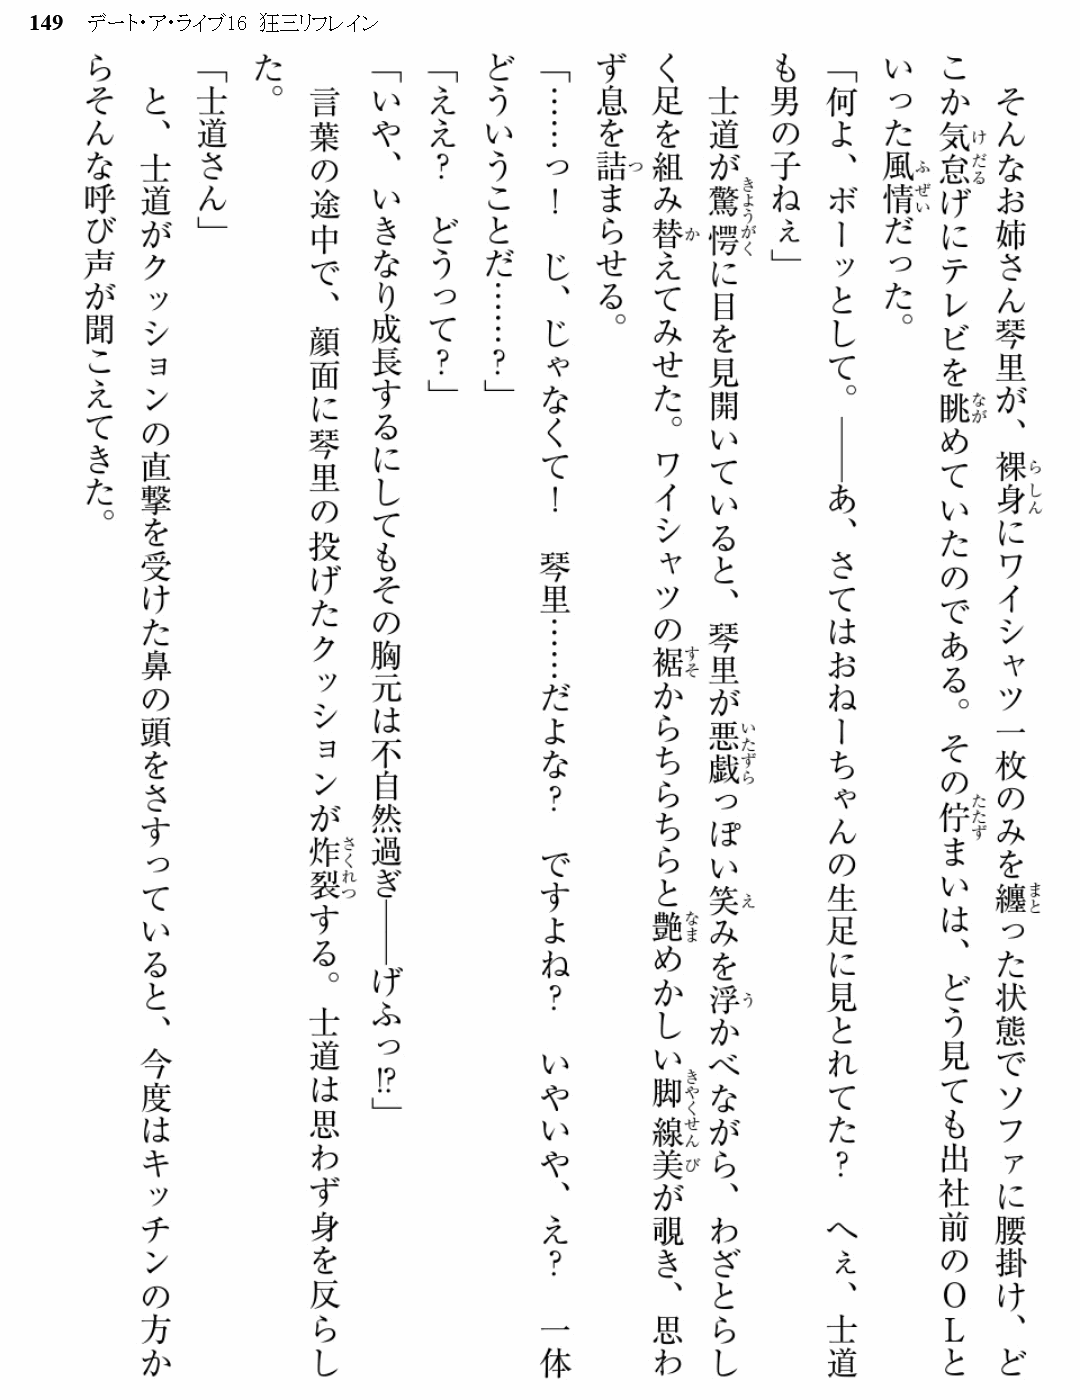 149 デート・ア・ライブ16 狂三リフレイン
そんなお姉さん琴里が、裸身にワイシャツ一枚のみを纏った状態でソファに腰掛け、ど
こか気怠げにテレビを眺めていたのである。その佇まいは、どう見ても出社前のＯＬと
いった風情だった。
「何よ、ボーッとして。――あ、さてはおねーちゃんの生足に見とれてた？　へぇ、士道
も男の子ねぇ」
士道が驚愕に目を見開いていると、琴里が悪戯っぽい笑みを浮かべながら、わざとらし
く足を組み替えてみせた。ワイシャツの裾からちらちらと艶めかしい脚線美が覗き、思わ
ず息を詰まらせる。
「……っ！　じ、じゃなくて！　琴里……だよな？　ですよね？　いやいや、え？　一体
どういうことだ……？」
「ええ？　どうって？」
「いや、いきなり成長するにしてもその胸元は不自然過ぎ――げふっ!?」
言葉の途中で、顔面に琴里の投げたクッションが炸裂する。士道は思わず身を反らし
た。
「士道さん」
と、士道がクッションの直撃を受けた鼻の頭をさすっていると、今度はキッチンの方か
らそんな呼び声が聞こえてきた。